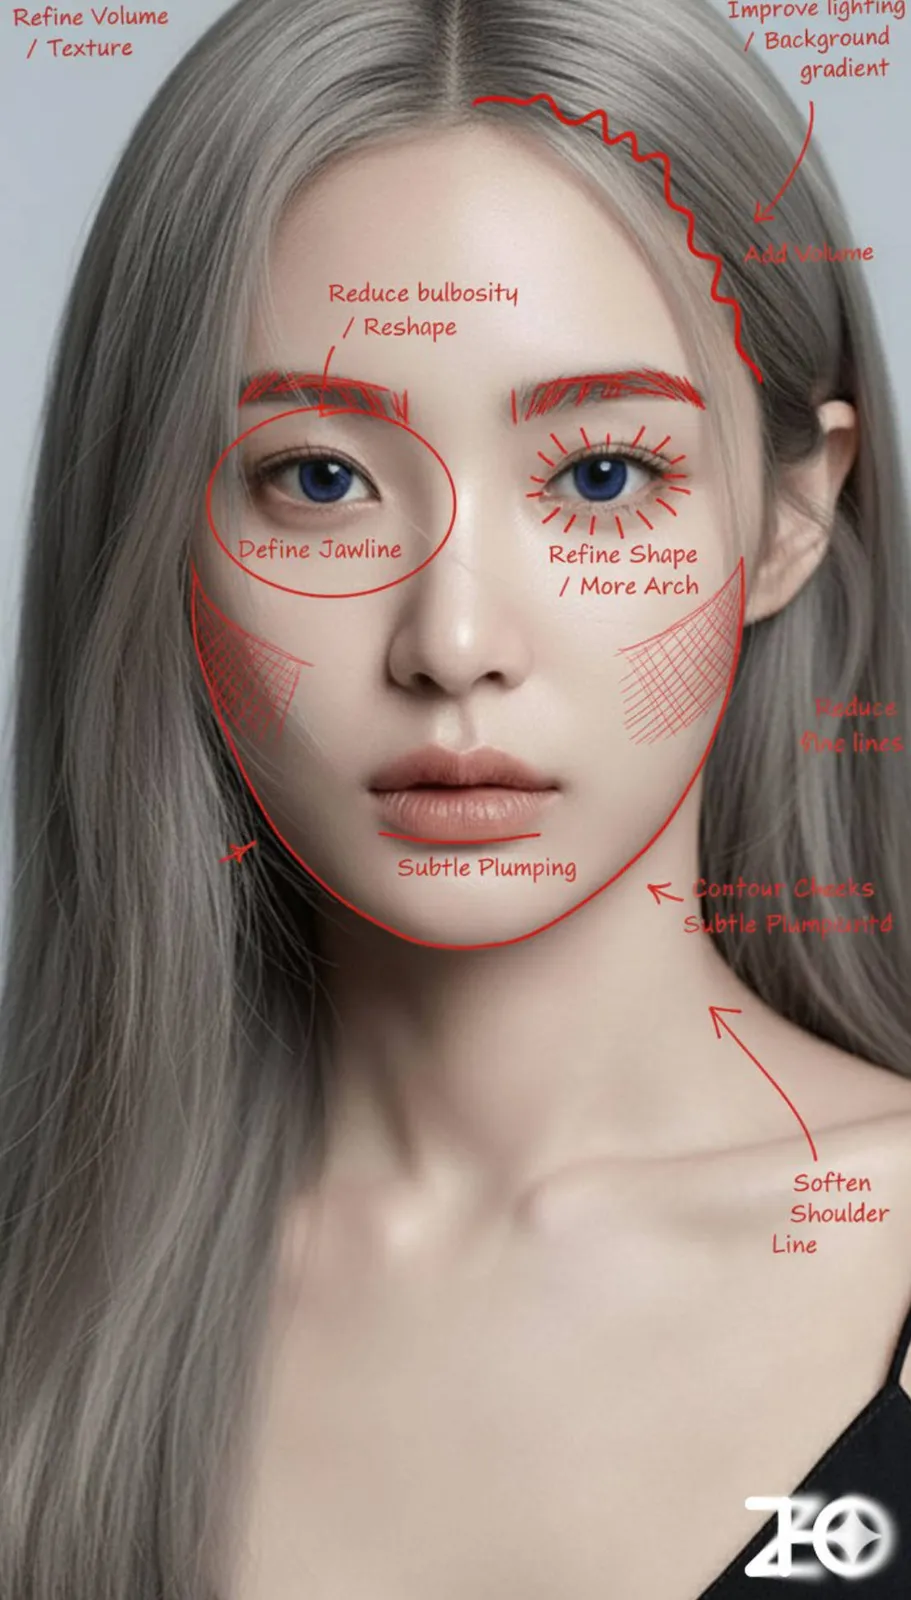 Refine Volume
/ Texture
Improve lighting
/ Background
gradient
Add Volume
Reduce bulbosity
/ Reshape
Define Jawline
Refine Shape
/ More Arch
Reduce
fine lines
Subtle Plumping
Contour Cheeks
Subtle
Soften
Shoulder
Line